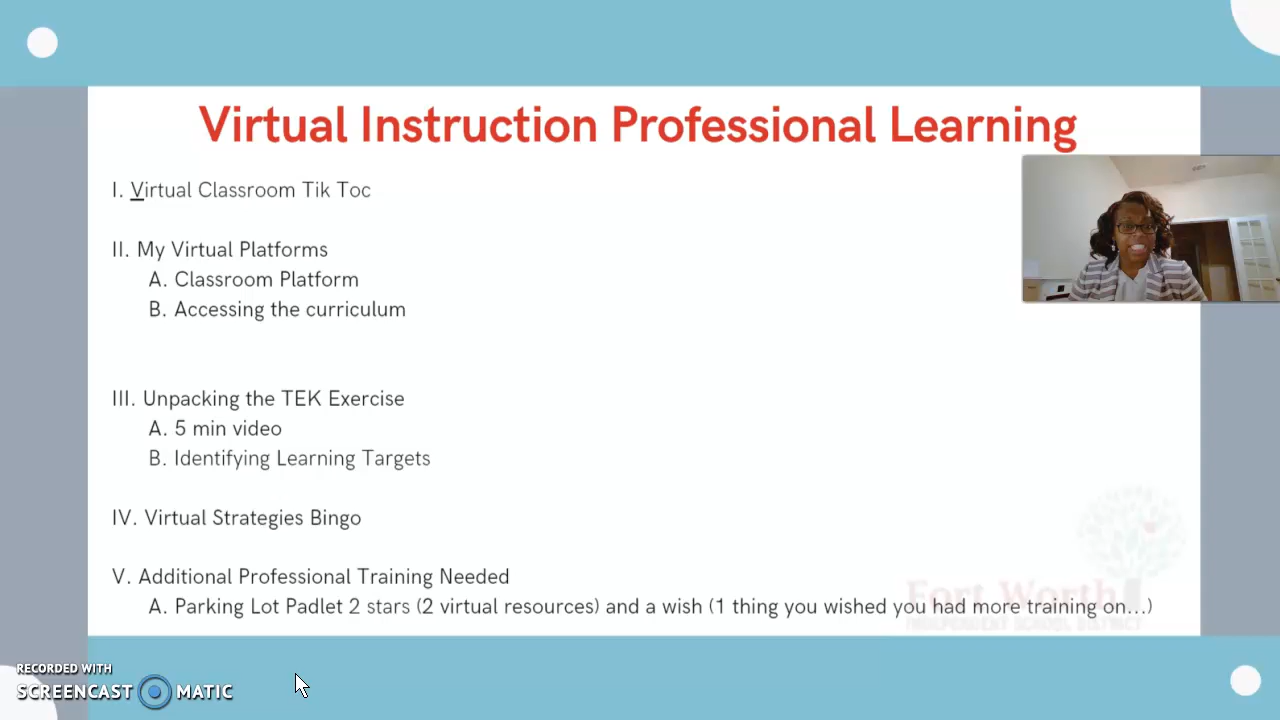 Virtual Instruction Professional Learning
I. Virtual Classroom Tik Toc
II. My Virtual Platforms
A. Classroom Platform
B. Accessing the curriculum
III. Unpacking the TEK Exercise
A. 5 min video
B. Identifying Learning Targets
IV. Virtual Strategies Bingo
V. Additional Professional Training Needed
A. Parking Lot Padlet 2 stars (2 virtual resources) and a wish (1 thing you wished you had more training on...)
Fort Worth
INDEPENDENT SCHOOL DISTRICT
RECORDED WITH
SCREENCAST MATIC